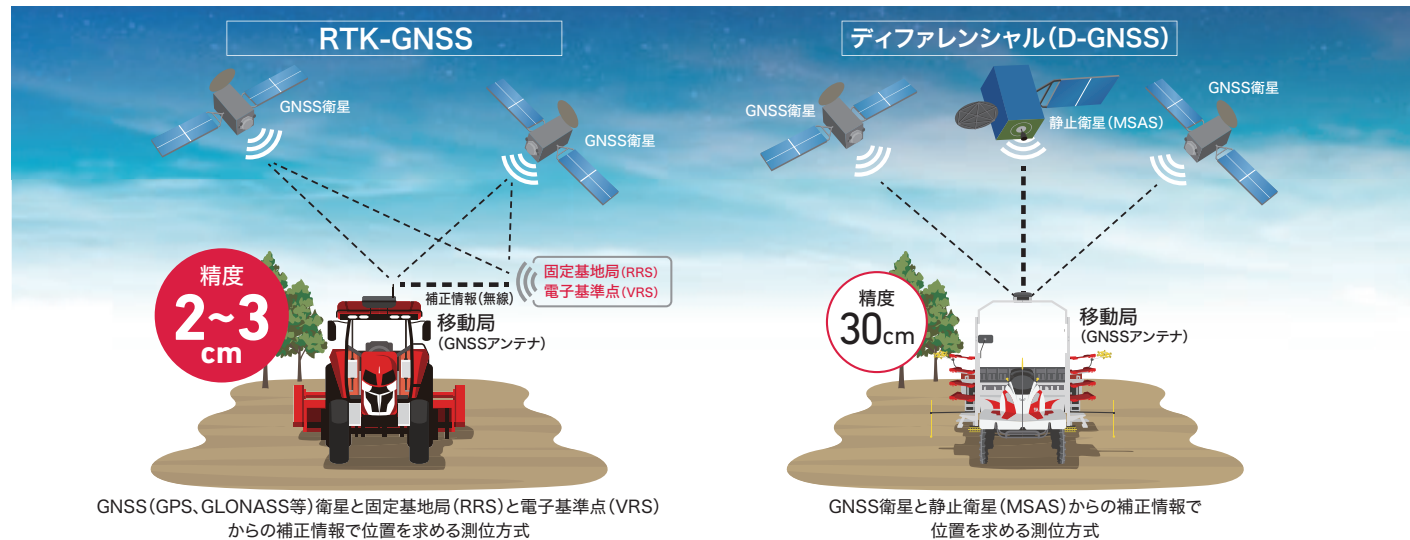 RTK-GNSS
GNSS衛星
GNSS衛星
精度
2~3
cm
固定基地局(RRS)
電子基準点(VRS)
補正情報(無線)
移動局
(GNSSアンテナ)
GNSS(GPS、GLONASS等)衛星と固定基地局(RRS)と電子基準点(VRS)
からの補正情報で位置を求める測位方式
ディファレンシャル(D-GNSS)
GNSS衛星
静止衛星(MSAS)
GNSS衛星
精度
30cm
移動局
(GNSSアンテナ)
GNSS衛星と静止衛星(MSAS)からの補正情報で
位置を求める測位方式